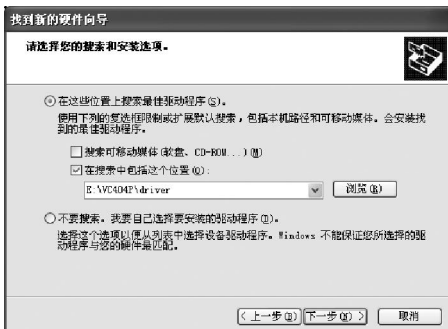 找到新的硬件向导
请选择您的搜索和安装选项。
在这些位置上搜索最佳驱动程序(S)。
使用下列的复选框限制或扩展默认搜索，包括本机路径和可移动媒体。会安装找
到的最佳驱动程序。
搜索可移动媒体(软盘、CD-ROM...)(M)
在搜索中包括这个位置(O):
E:\VC404P\driver
浏览(R)
不要搜索。我要自己选择要安装的驱动程序(D)。
选择这个选项以便从列表中选择设备驱动程序。Windows 不能保证您所选择的驱
动程序与您的硬件最匹配。
< 上一步(B)
下一步(N) >
取消